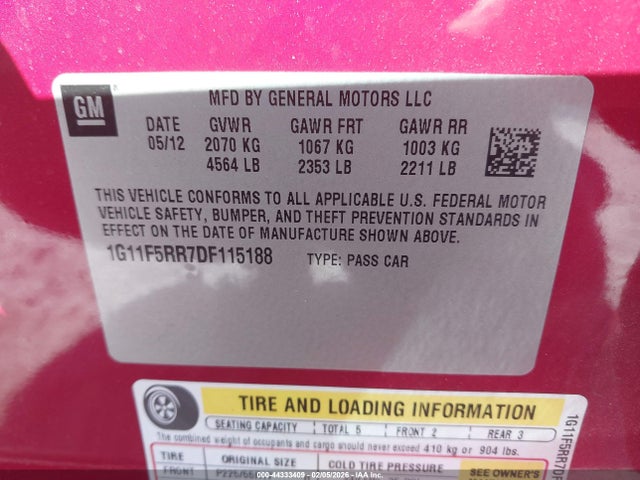 GM
MFD BY GENERAL MOTORS LLC
DATE GVWR GAWR FRT GAWR RR
05/12 2070 KG 1067 KG 1003 KG
4564 LB 2353 LB 2211 LB
THIS VEHICLE CONFORMS TO ALL APPLICABLE U.S. FEDERAL MOTOR
VEHICLE SAFETY, BUMPER, AND THEFT PREVENTION STANDARDS IN
EFFECT ON THE DATE OF MANUFACTURE SHOWN ABOVE.
1G11F5RR7DF115188 TYPE: PASS CAR
TIRE AND LOADING INFORMATION
SEATING CAPACITY TOTAL 5 FRONT 2 REAR 3
The combined weight of occupants and cargo should never exceed 410 kg or 904 lbs.
TIRE ORIGINAL SIZE COLD TIRE PRESSURE SEE OWNER'S
FRONT
1G11F5RR7DF
000-44333409 - 02/05/2026 - IAAI.COM